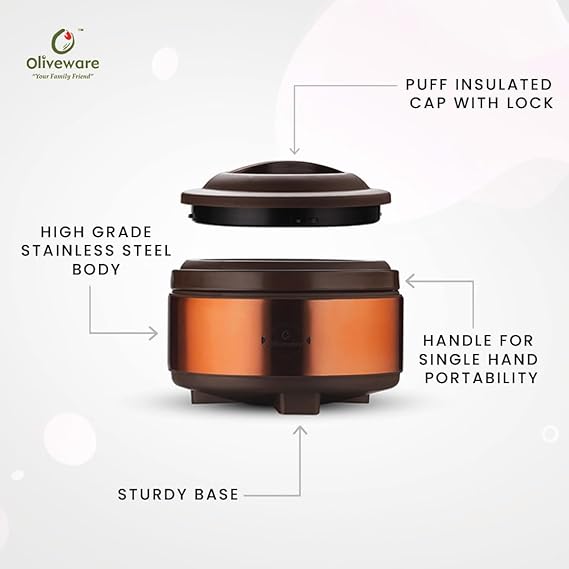 Oliveware
™
"Your Family Friend"
PUFF INSULATED
CAP WITH LOCK
HIGH GRADE
STAINLESS STEEL
BODY
HANDLE FOR
SINGLE HAND
PORTABILITY
STURDY BASE